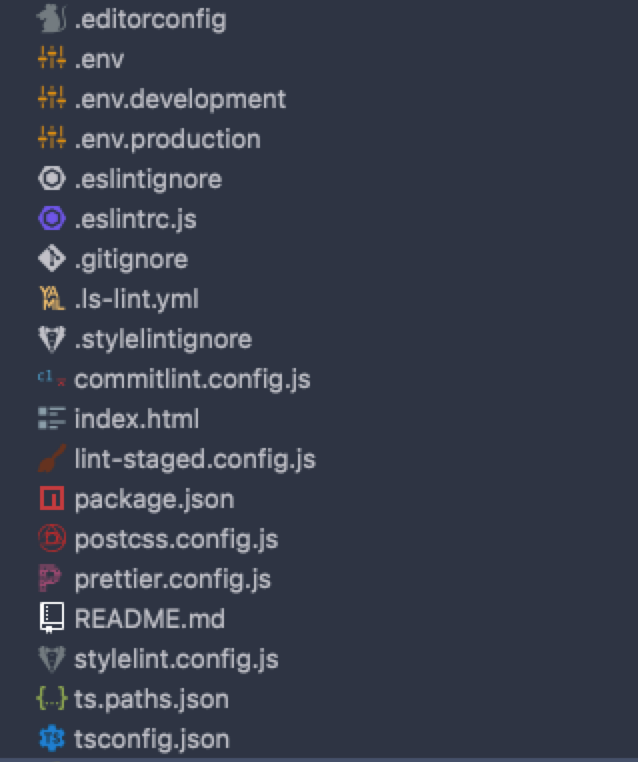 .editorconfig
.env
.env.development
.env.production
.eslintignore
.eslintrc.js
.gitignore
.ls-lint.yml
.stylelintignore
commitlint.config.js
index.html
lint-staged.config.js
package.json
postcss.config.js
prettier.config.js
README.md
stylelint.config.js
ts.paths.json
tsconfig.json